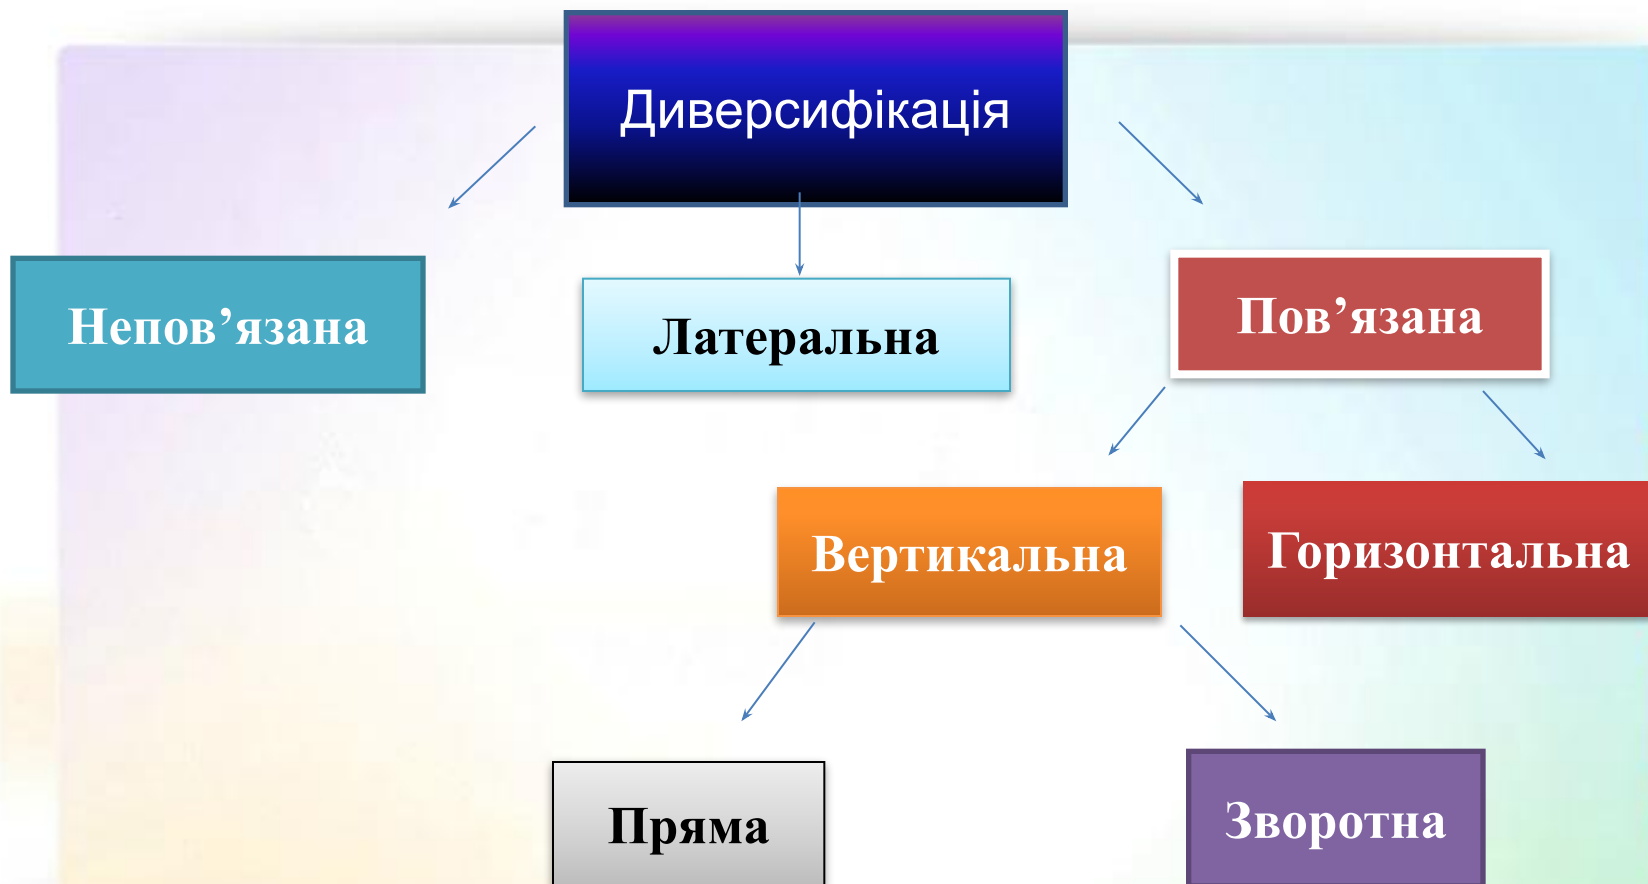 Диверсифікація
Непов’язана
Латеральна
Пов’язана
Вертикальна
Горизонтальна
Пряма
Зворотна